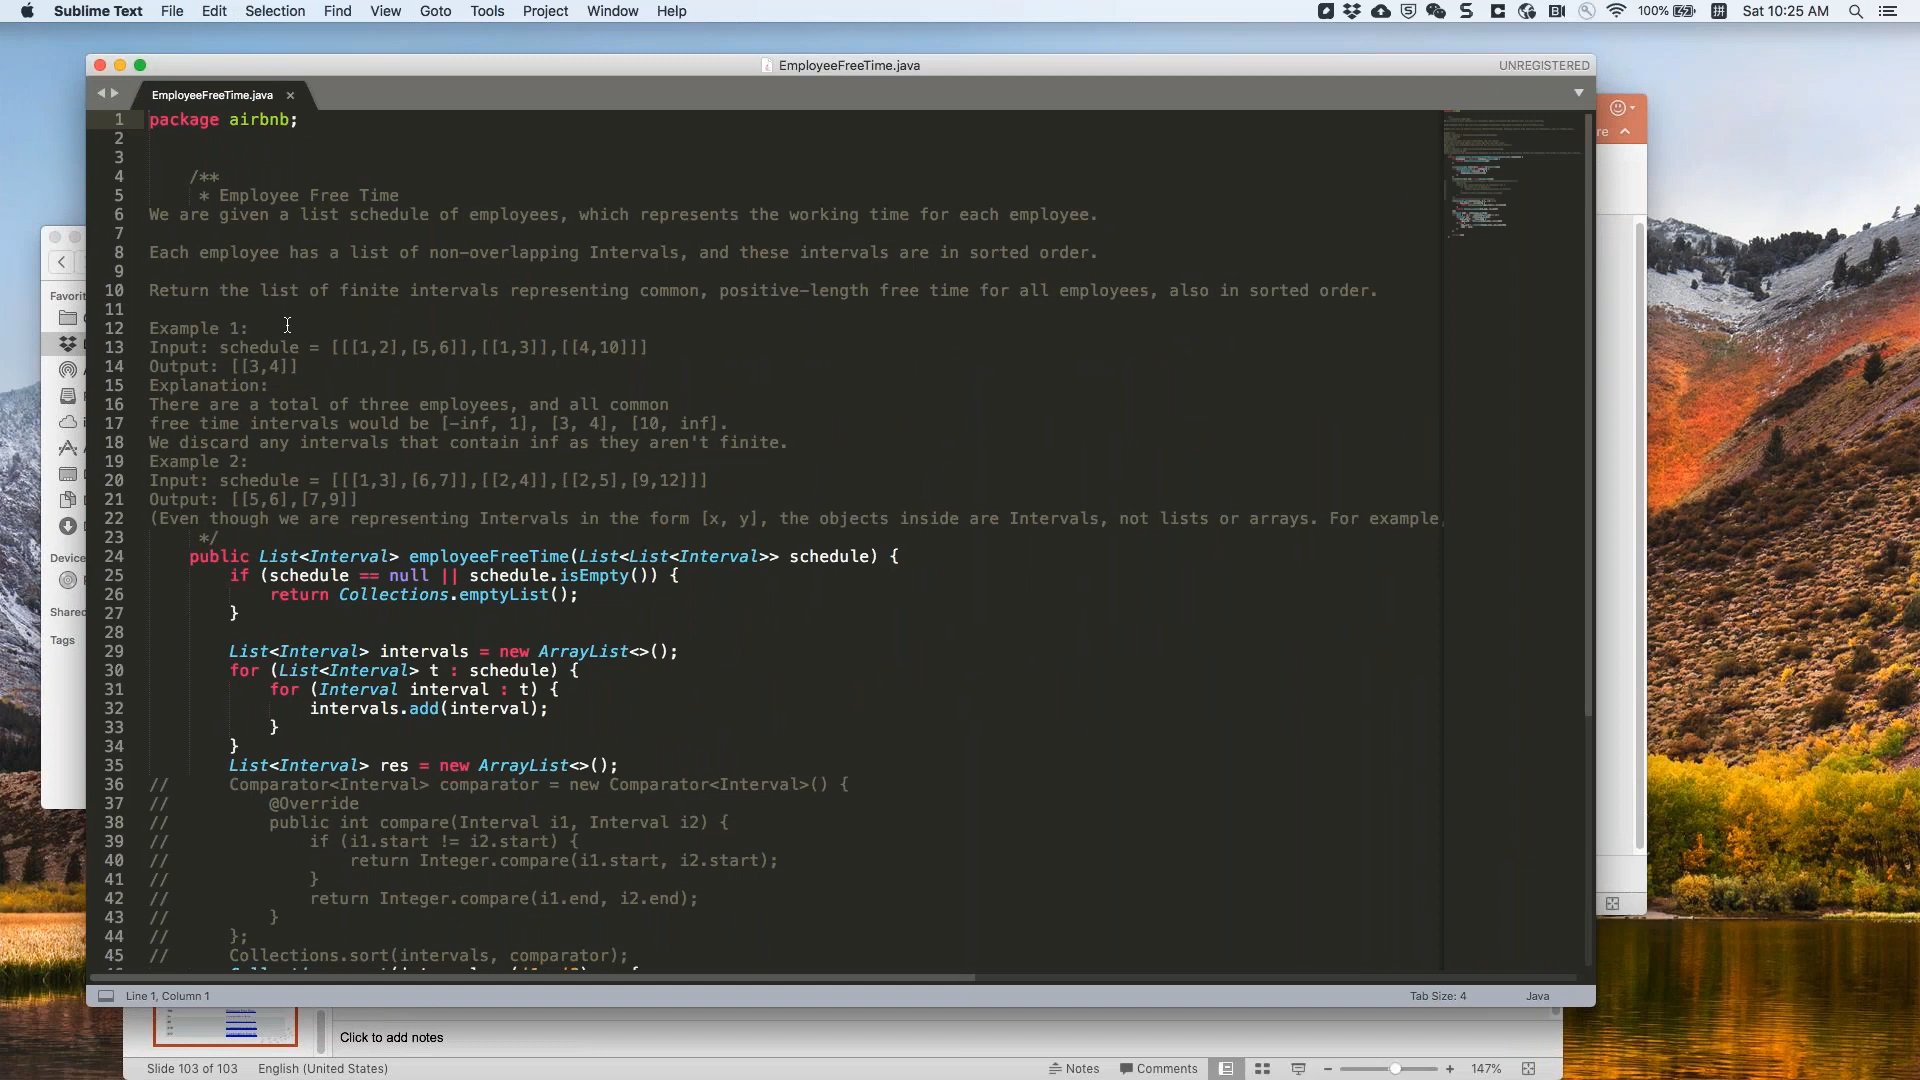 Sublime Text File Edit Selection Find View Goto Tools Project Window Help 100% Sat 10:25 AM
EmployeeFreeTime.java UNREGISTERED
EmployeeFreeTime.java ×
1 package airbnb;
2
3
4 /**
5 * Employee Free Time
6 We are given a list schedule of employees, which represents the working time for each employee.
7
8 Each employee has a list of non-overlapping Intervals, and these intervals are in sorted order.
9
10 Return the list of finite intervals representing common, positive-length free time for all employees, also in sorted order.
11
12 Example 1:
13 Input: schedule = [[[1,2],[5,6]],[[1,3]],[[4,10]]]
14 Output: [[3,4]]
15 Explanation:
16 There are a total of three employees, and all common
17 free time intervals would be [-inf, 1], [3, 4], [10, inf].
18 We discard any intervals that contain inf as they aren't finite.
19 Example 2:
20 Input: schedule = [[[1,3],[6,7]],[[2,4]],[[2,5],[9,12]]]
21 Output: [[5,6],[7,9]]
22 (Even though we are representing Intervals in the form [x, y], the objects inside are Intervals, not lists or arrays. For example,
23 */
24 public List<Interval> employeeFreeTime(List<List<Interval>> schedule) {
25 if (schedule == null || schedule.isEmpty()) {
26 return Collections.emptyList();
27 }
28
29 List<Interval> intervals = new ArrayList<>();
30 for (List<Interval> t : schedule) {
31 for (Interval interval : t) {
32 intervals.add(interval);
33 }
34 }
35 List<Interval> res = new ArrayList<>();
36 // Comparator<Interval> comparator = new Comparator<Interval>() {
37 // @Override
38 // public int compare(Interval i1, Interval i2) {
39 // if (i1.start != i2.start) {
40 // return Integer.compare(i1.start, i2.start);
41 // }
42 // return Integer.compare(i1.end, i2.end);
43 // }
44 // };
45 // Collections.sort(intervals, comparator);
Line 1, Column 1 Tab Size: 4 Java
Favorit
Device
Shared
Tags
re
Click to add notes
Slide 103 of 103 English (United States) Notes Comments 147%